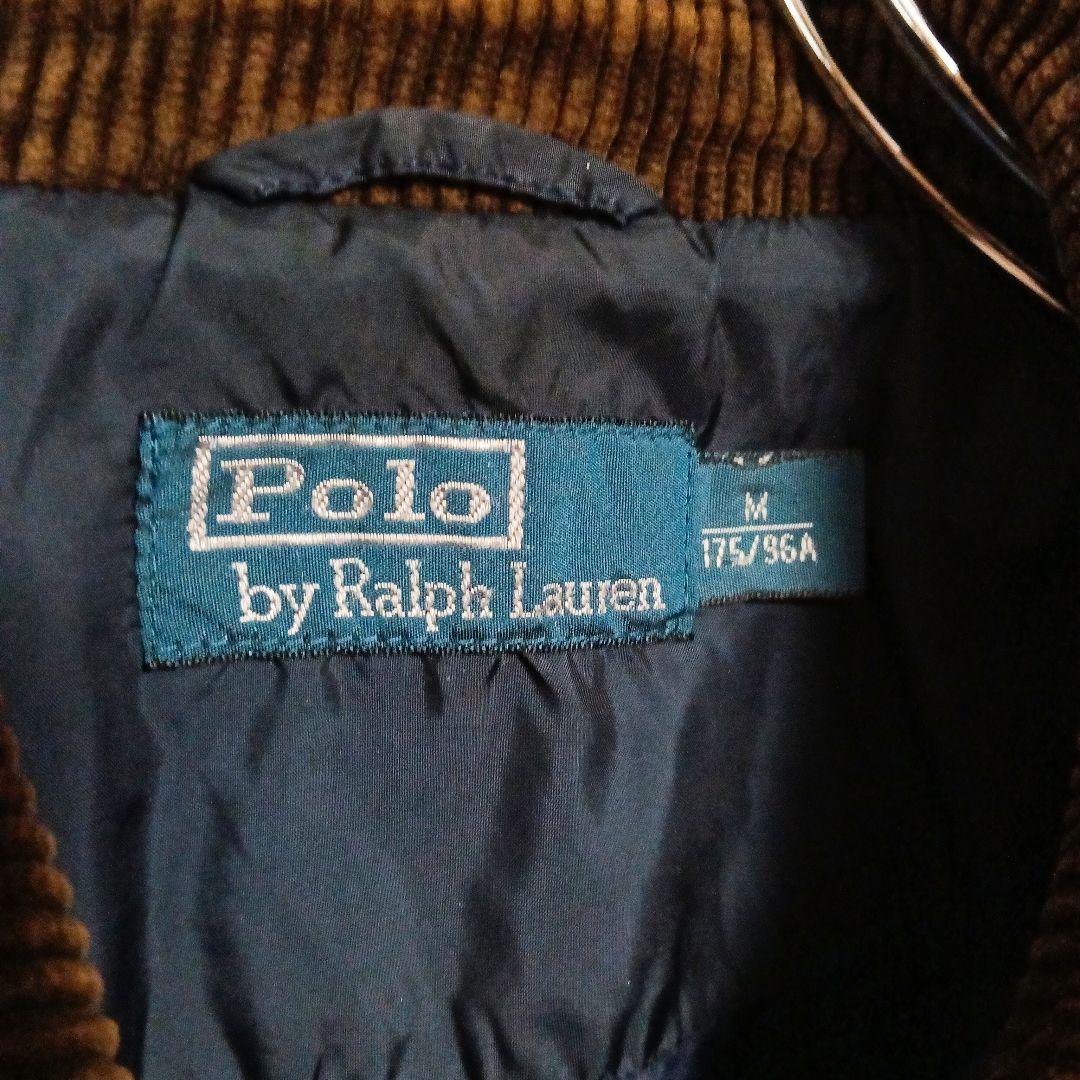 Polo
by Ralph Lauren
M
175/96A